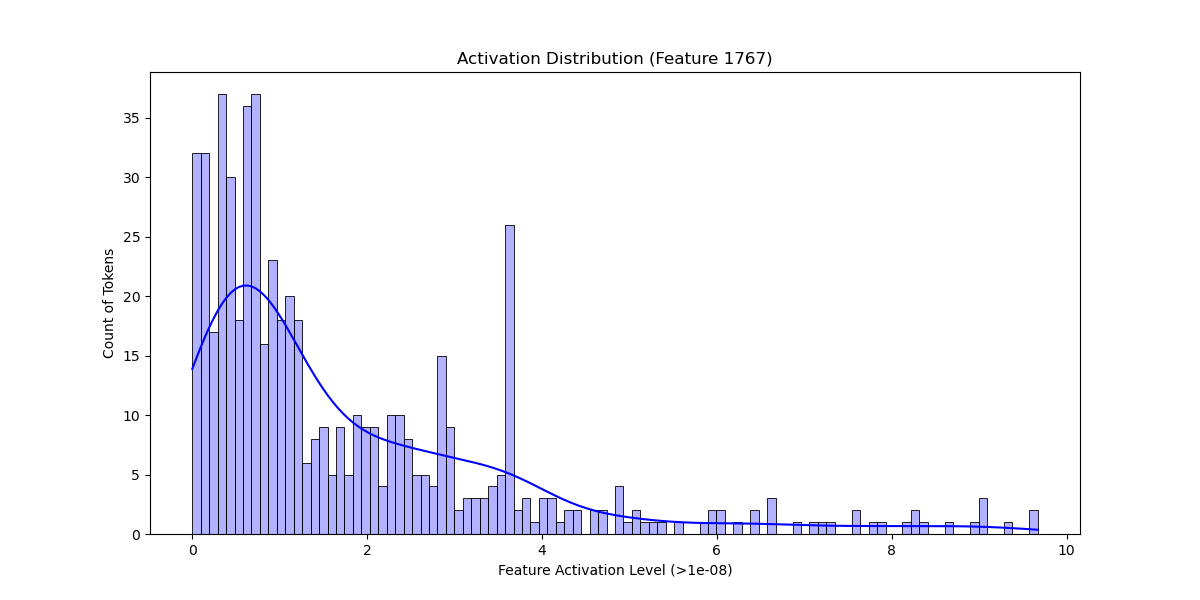 Activation Distribution (Feature 1767)
Count of Tokens
35
30
25
20
15
10
5
0
0 2 4 6 8 10
Feature Activation Level (>1e-08)